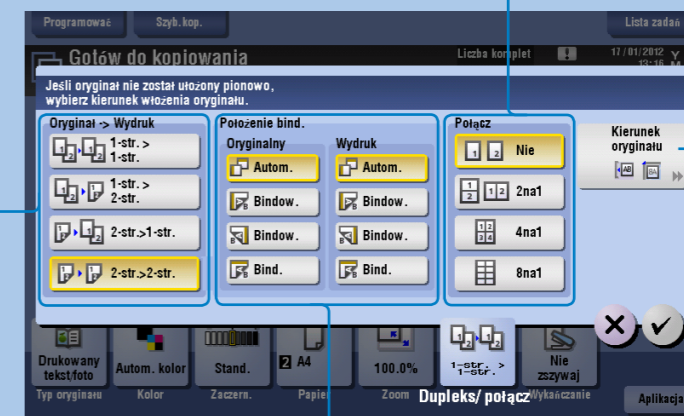 Programować Szyb.kop. Lista zadań
Gotów do kopiowania Liczba komplet 17/01/2012
13:16
Jeśli oryginał nie został ułożony pionowo,
wybierz kierunek włożenia oryginału.
Oryginał -> Wydruk
1-str. >
1-str.
1-str. >
2-str.
2-str.>1-str.
2-str.>2-str.
Położenie bind.
Oryginalny Wydruk
Autom. Autom.
Bindow. Bindow.
Bindow. Bindow.
Bind. Bind.
Połącz
Nie
2na1
4na1
8na1
Kierunek
oryginału
Drukowany
tekst/foto
Autom. kolor
Stand.
2 A4
100.0%
1-str. >
1-str.
Nie
zszywaj
Typ oryginału Kolor Zaczern. Papier Zoom Dupleks/ połącz Wykańczanie Aplikacja